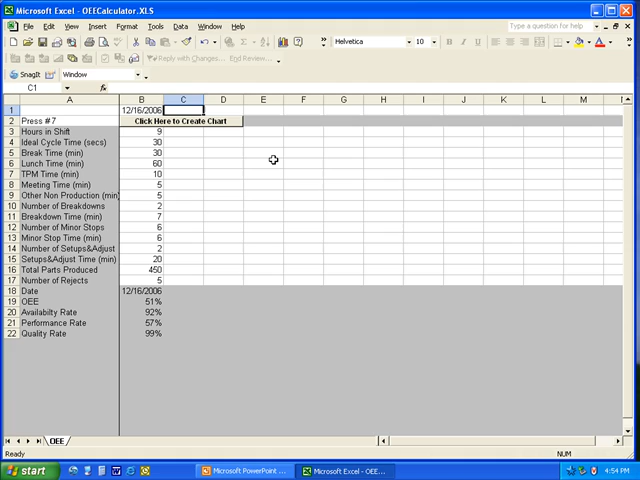 Microsoft Excel - OEECalculator.XLS
File Edit View Insert Format Tools Data Window Help
Type a question for help
Helvetica 10 B I U
Reply with Changes... End Review...
SnagIt Window
C1 fx
A B C D E F G H I J K L M
1 12/16/2006
2 Press #7 Click Here to Create Chart
3 Hours in Shift 9
4 Ideal Cycle Time (secs) 30
5 Break Time (min) 30
6 Lunch Time (min) 60
7 TPM Time (min) 10
8 Meeting Time (min) 5
9 Other Non Production (min) 5
10 Number of Breakdowns 2
11 Breakdown Time (min) 7
12 Number of Minor Stops 6
13 Minor Stop Time (min) 6
14 Number of Setups&Adjust 2
15 Setups&Adjust Time (min) 20
16 Total Parts Produced 450
17 Number of Rejects 5
18 Date 12/16/2006
19 OEE 51%
20 Availabilty Rate 92%
21 Performance Rate 57%
22 Quality Rate 99%
OEE
Ready NUM
start Microsoft PowerPoint ... Microsoft Excel - OEE... 4:54 PM